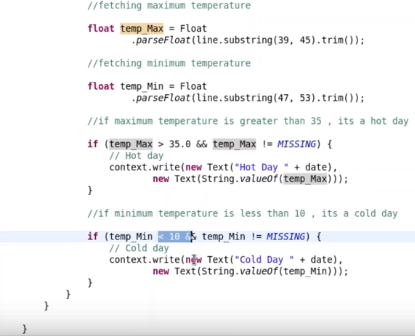 //fetching maximum temperature
float temp_Max = Float
.parseFloat(line.substring(39, 45).trim());
//fetching minimum temperature
float temp_Min = Float
.parseFloat(line.substring(47, 53).trim());
//if maximum temperature is greater than 35 , its a hot day
if (temp_Max > 35.0 && temp_Max != MISSING) {
// Hot day
context.write(new Text("Hot Day " + date),
new Text(String.valueOf(temp_Max)));
}
//if minimum temperature is less than 10 , its a cold day
if (temp_Min < 10 && temp_Min != MISSING) {
// Cold day
context.write(new Text("Cold Day " + date),
new Text(String.valueOf(temp_Min)));
}
}
}
}